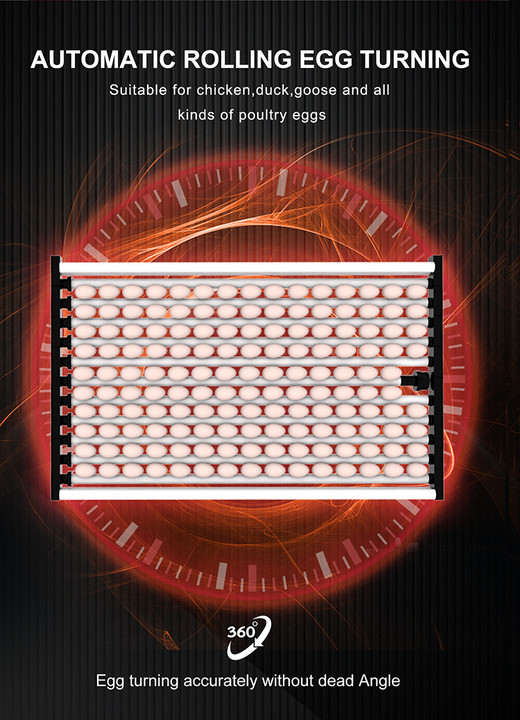 AUTOMATIC ROLLING EGG TURNING
Suitable for chicken,duck,goose and all
kinds of poultry eggs
360°
Egg turning accurately without dead Angle